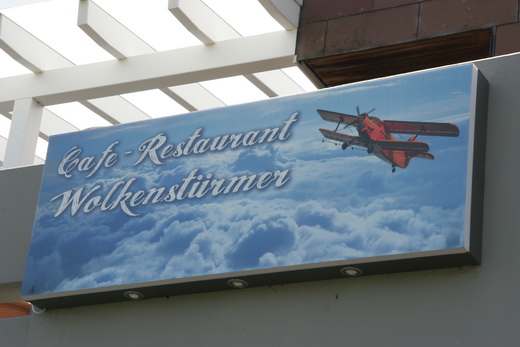 Cafe - Restaurant
Wolkenstürmer